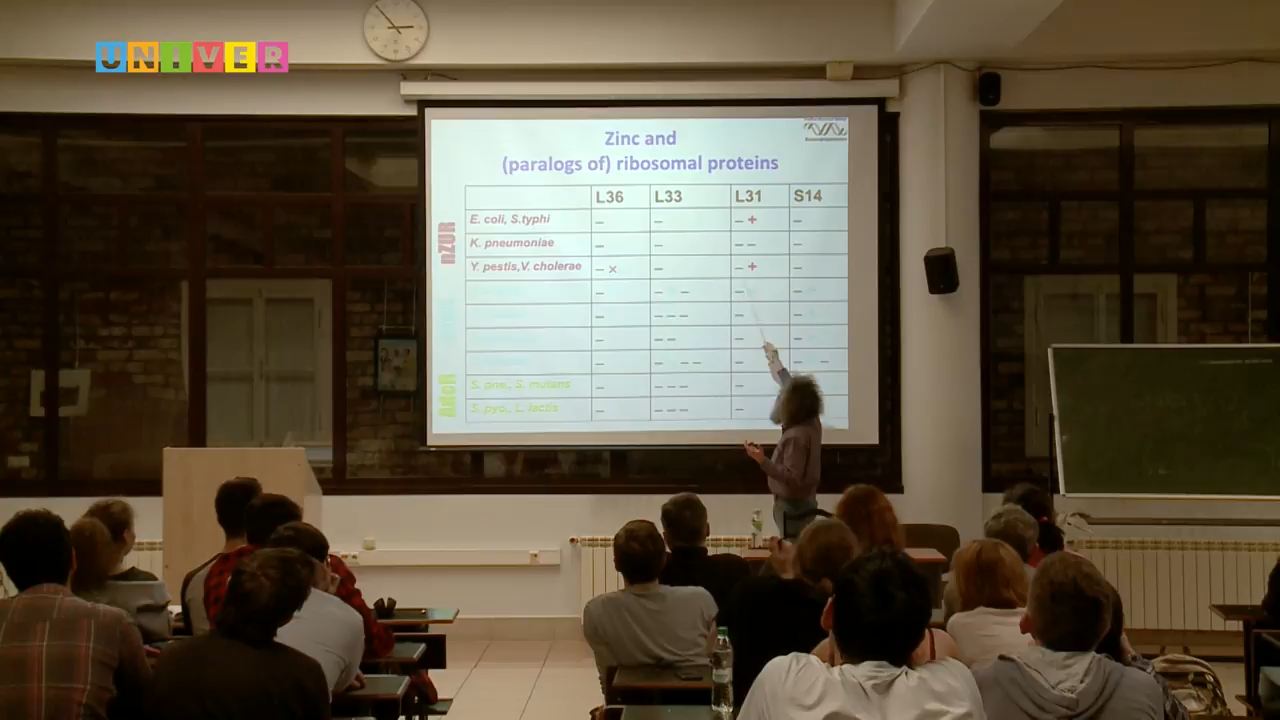 UNIVER
Zinc and
(paralogs of) ribosomal proteins
L36 L33 L31 S14
nZUR
E. coli, S.typhi – – – + –
K. pneumoniae – – – – –
Y. pestis,V. cholerae – x – – + –
– – – – –
– – – – – –
– – – – –
– – – – – – –
AdcR
S. pne., S. mutans – – – – –
S. pyo., L. lactis – – – – –